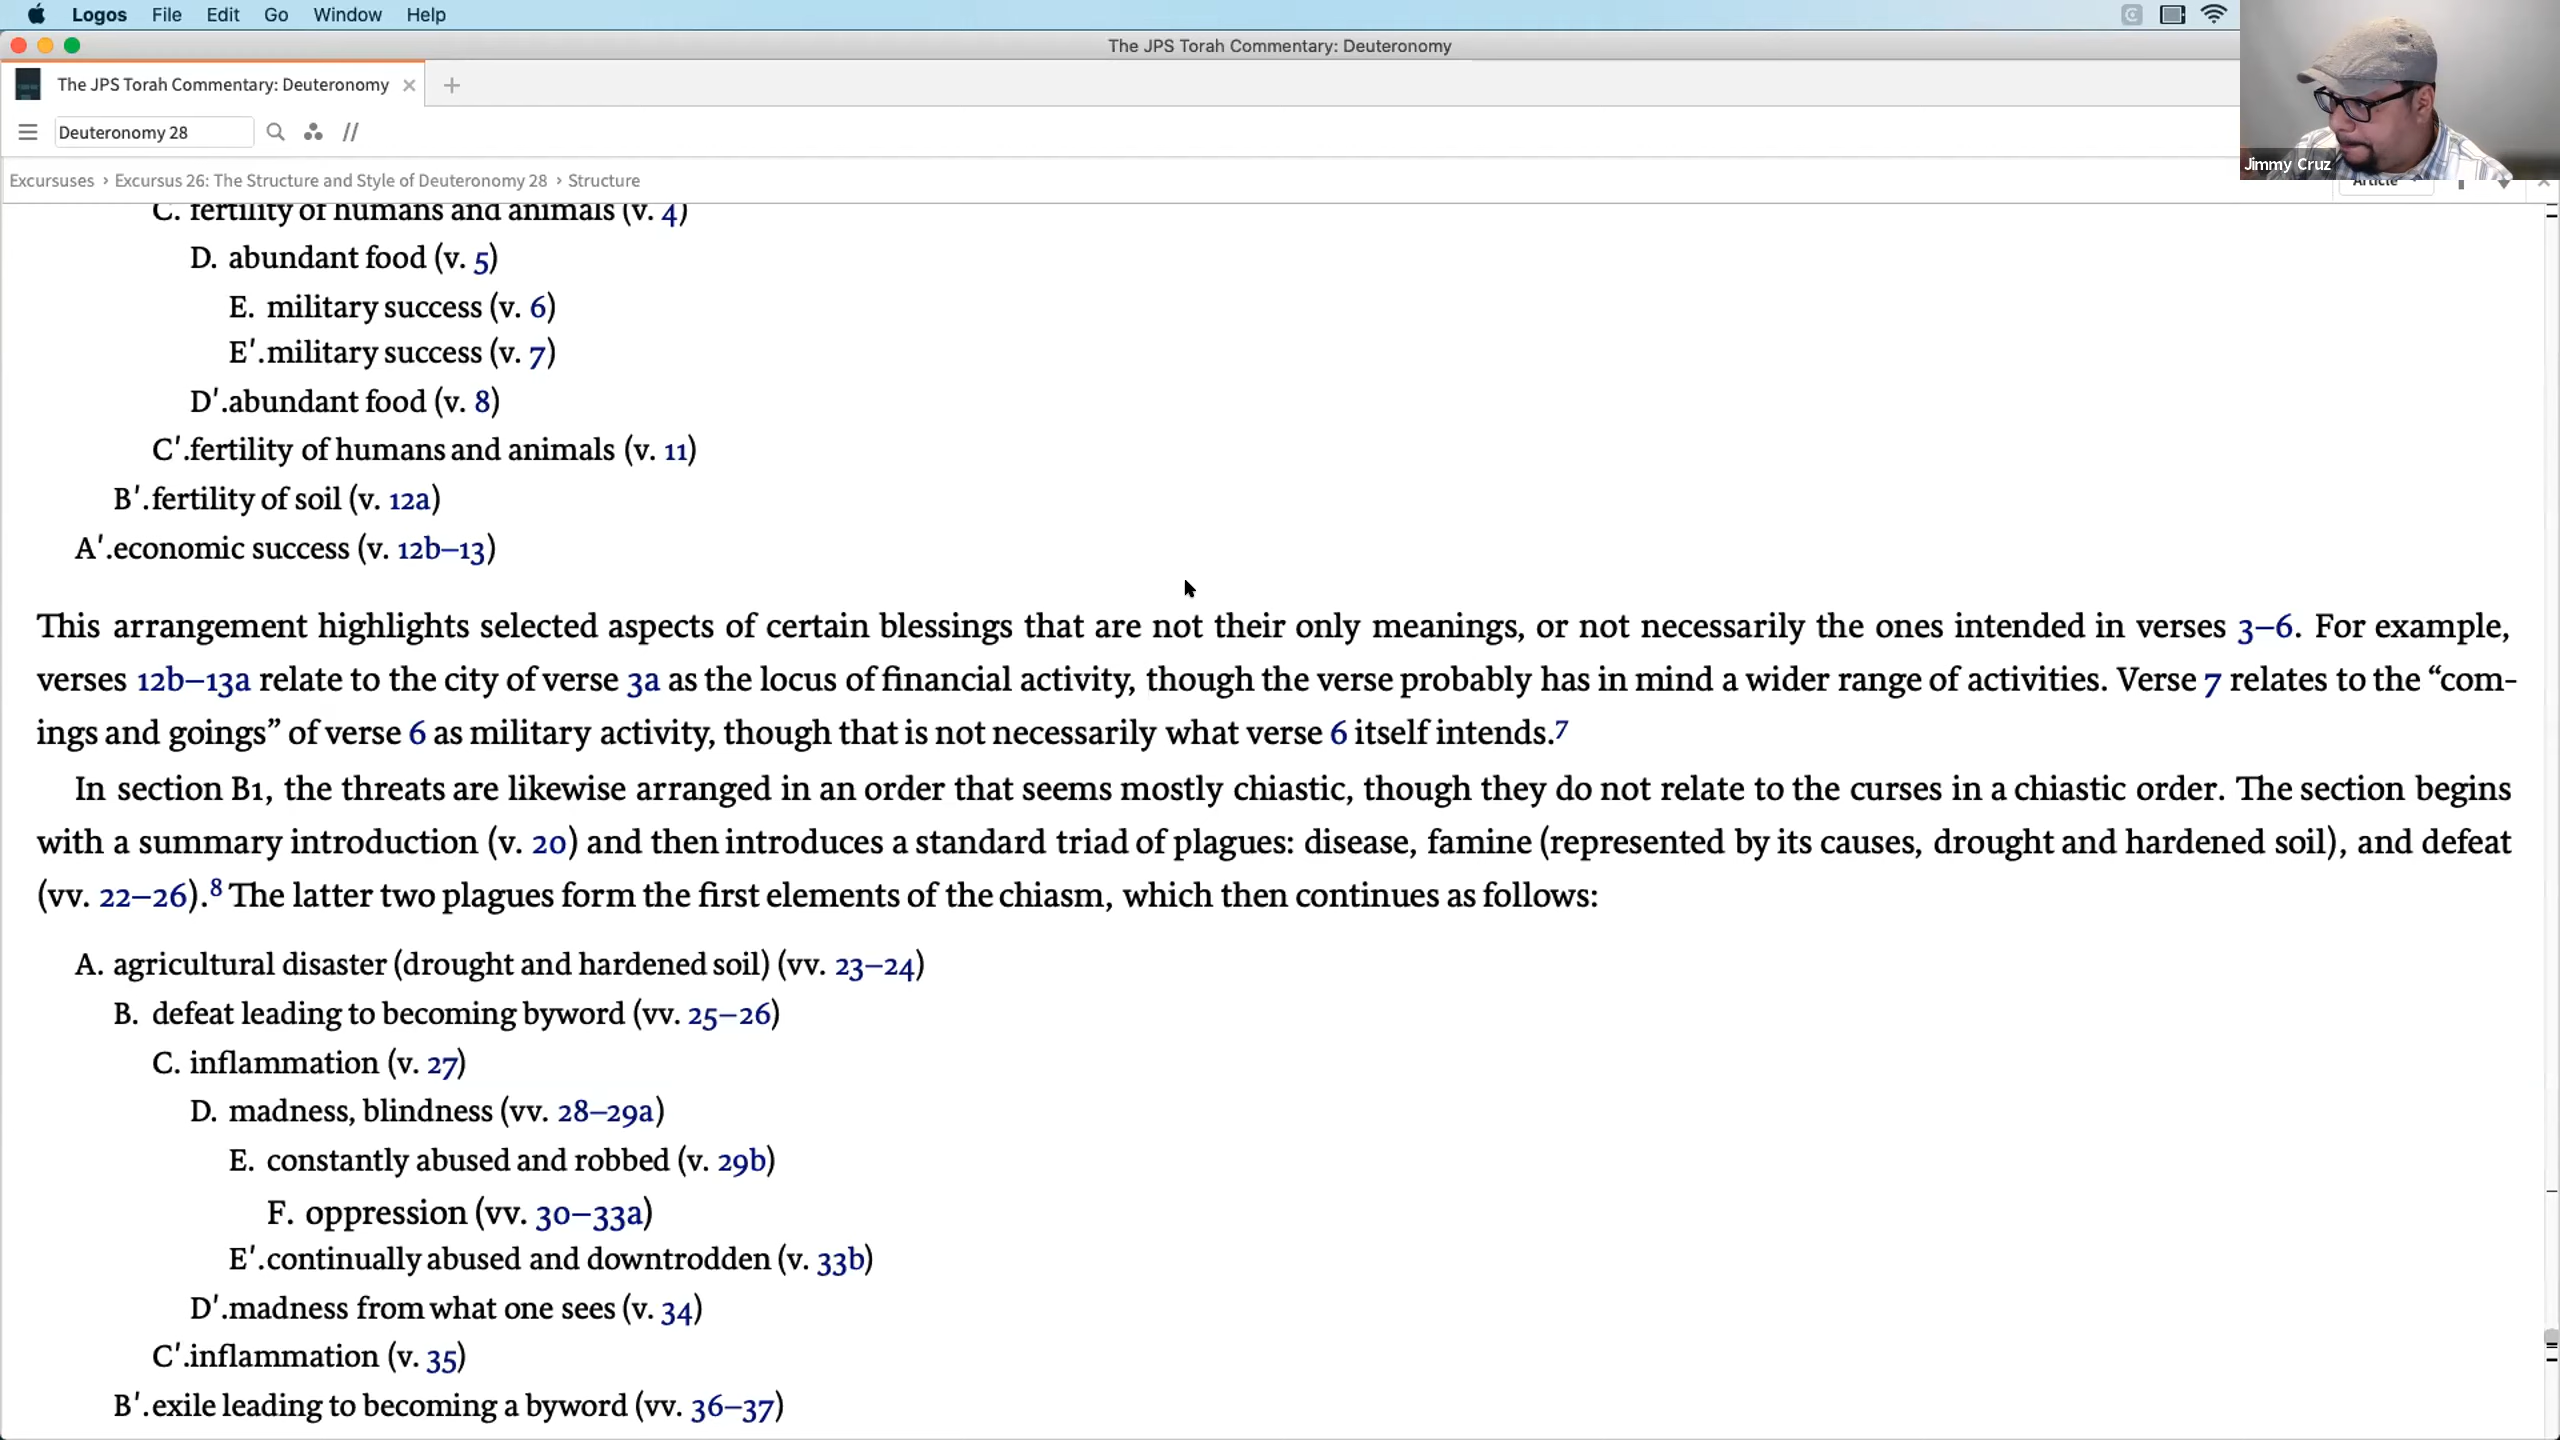 Logos File Edit Go Window Help
The JPS Torah Commentary: Deuteronomy
The JPS Torah Commentary: Deuteronomy
Deuteronomy 28
Jimmy Cruz
Excursuses › Excursus 26: The Structure and Style of Deuteronomy 28 › Structure
Article
C. fertility of humans and animals (v. 4)
D. abundant food (v. 5)
E. military success (v. 6)
E′.military success (v. 7)
D′.abundant food (v. 8)
C′.fertility of humans and animals (v. 11)
B′.fertility of soil (v. 12a)
A′.economic success (v. 12b–13)
This arrangement highlights selected aspects of certain blessings that are not their only meanings, or not necessarily the ones intended in verses 3–6. For example,
verses 12b–13a relate to the city of verse 3a as the locus of financial activity, though the verse probably has in mind a wider range of activities. Verse 7 relates to the “com-
ings and goings” of verse 6 as military activity, though that is not necessarily what verse 6 itself intends.7
In section B1, the threats are likewise arranged in an order that seems mostly chiastic, though they do not relate to the curses in a chiastic order. The section begins
with a summary introduction (v. 20) and then introduces a standard triad of plagues: disease, famine (represented by its causes, drought and hardened soil), and defeat
(vv. 22–26).8 The latter two plagues form the first elements of the chiasm, which then continues as follows:
A. agricultural disaster (drought and hardened soil) (vv. 23–24)
B. defeat leading to becoming byword (vv. 25–26)
C. inflammation (v. 27)
D. madness, blindness (vv. 28–29a)
E. constantly abused and robbed (v. 29b)
F. oppression (vv. 30–33a)
E′.continually abused and downtrodden (v. 33b)
D′.madness from what one sees (v. 34)
C′.inflammation (v. 35)
B′.exile leading to becoming a byword (vv. 36–37)